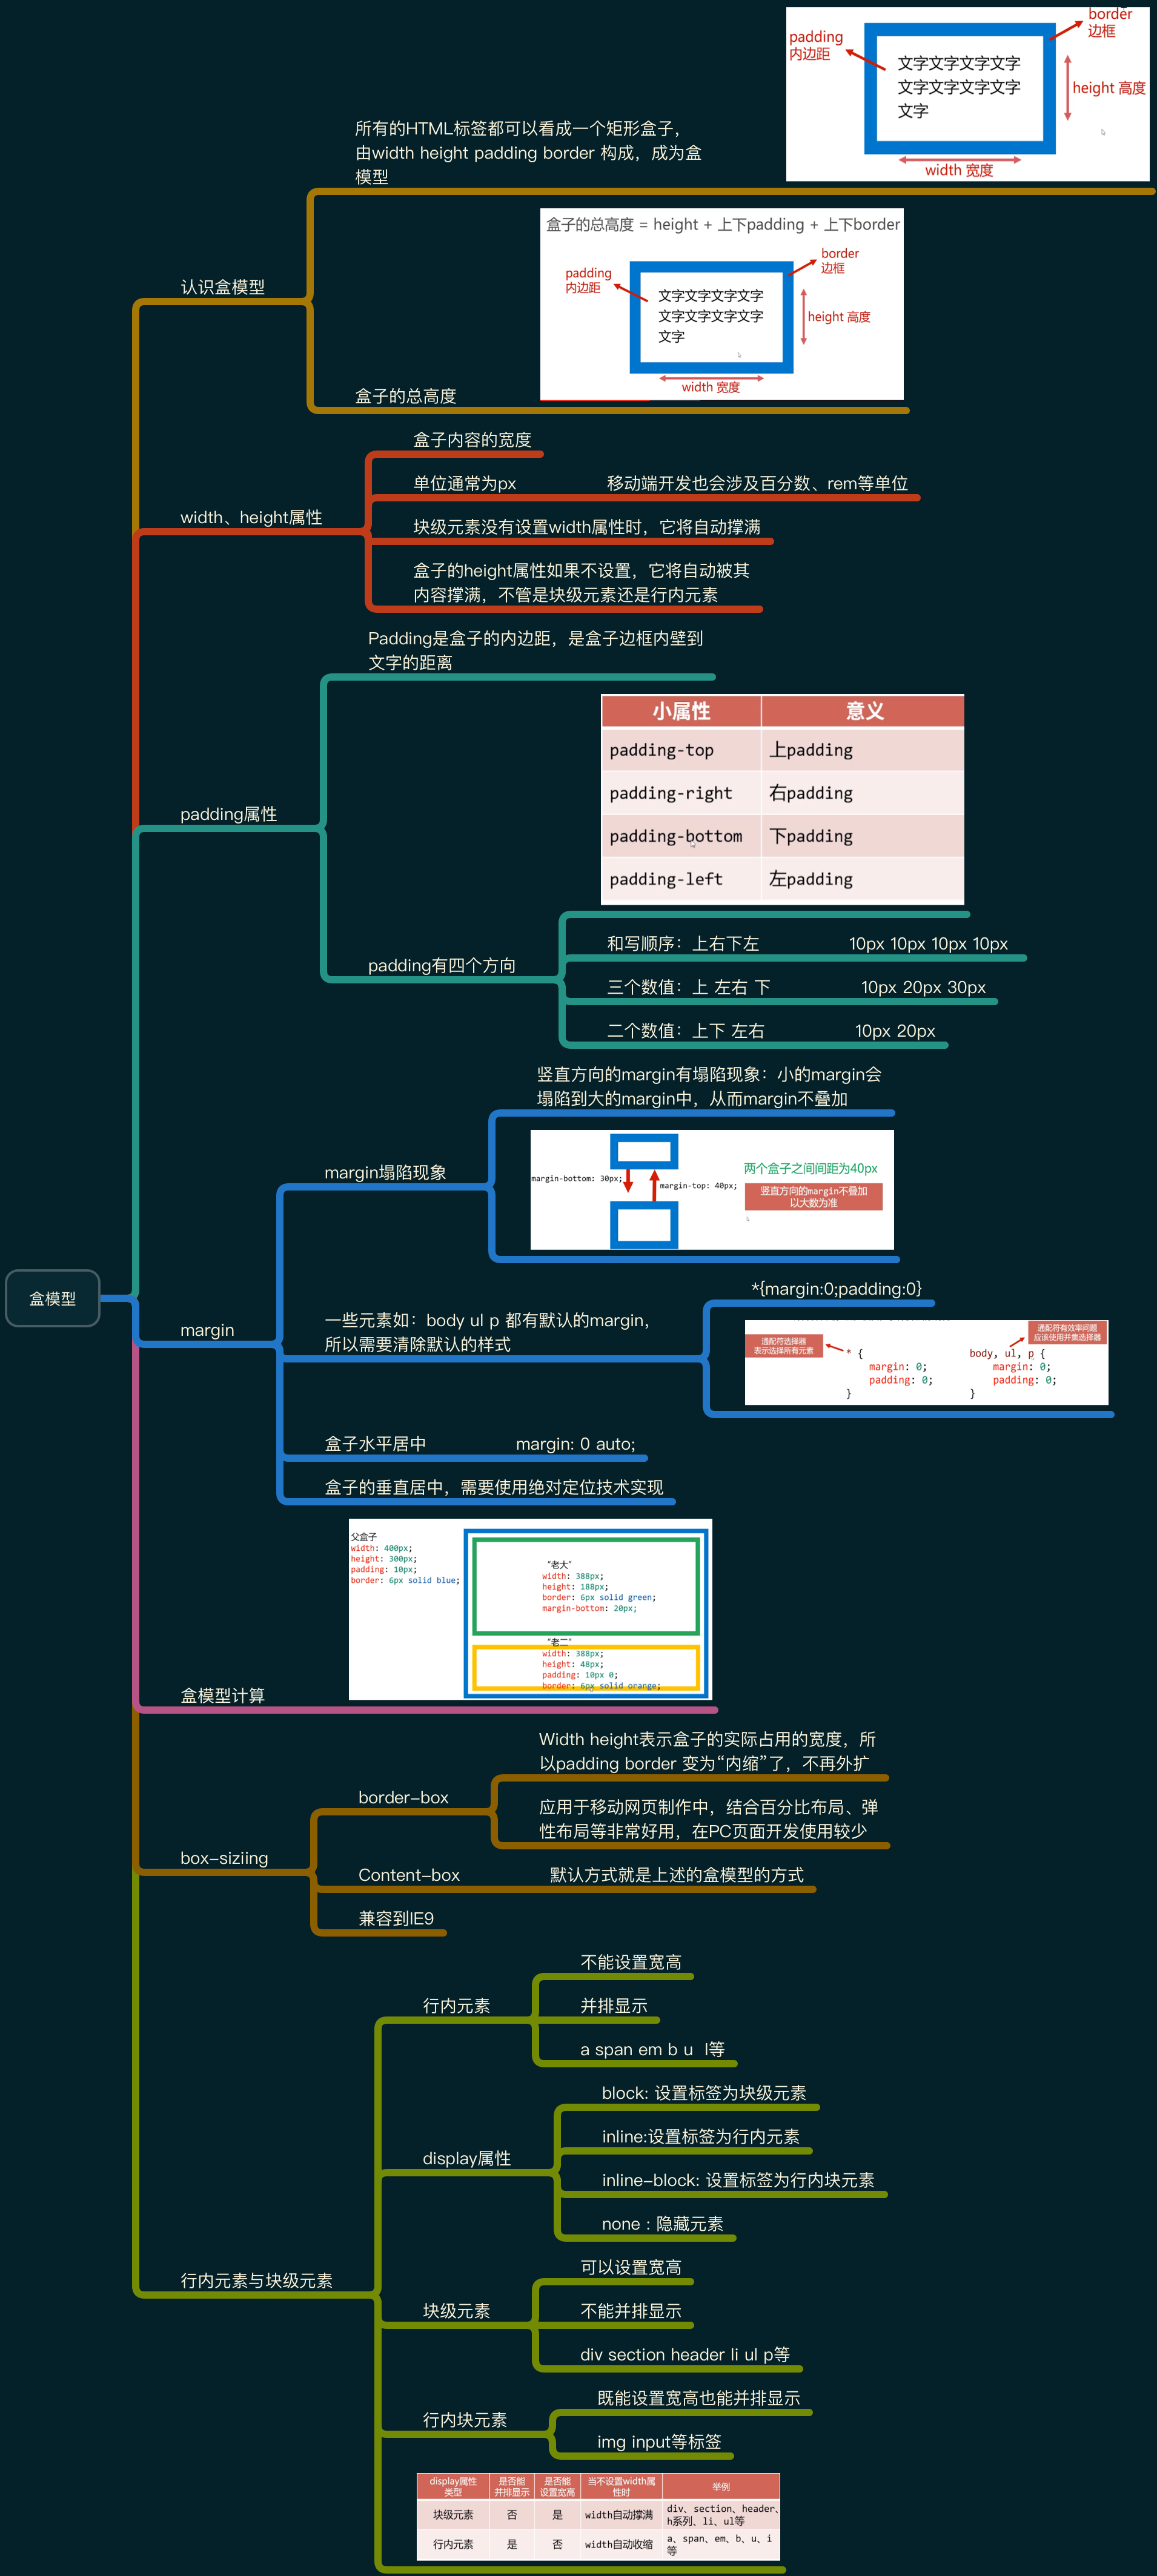 border
边框
padding
内边距
文字文字文字文字
文字文字文字文字
文字
height 高度
width 宽度
所有的HTML标签都可以看成一个矩形盒子，
由width height padding border 构成，成为盒
模型
盒子的总高度 = height + 上下padding + 上下border
border
边框
padding
内边距
文字文字文字文字
文字文字文字文字
文字
height 高度
width 宽度
认识盒模型
盒子的总高度
盒子内容的宽度
单位通常为px
移动端开发也会涉及百分数、rem等单位
width、height属性
块级元素没有设置width属性时，它将自动撑满
盒子的height属性如果不设置，它将自动被其
内容撑满，不管是块级元素还是行内元素
Padding是盒子的内边距，是盒子边框内壁到
文字的距离
小属性 意义
padding-top 上padding
padding-right 右padding
padding-bottom 下padding
padding-left 左padding
padding属性
padding有四个方向
和写顺序：上右下左
10px 10px 10px 10px
三个数值：上 左右 下
10px 20px 30px
二个数值：上下 左右
10px 20px
竖直方向的margin有塌陷现象：小的margin会
塌陷到大的margin中，从而margin不叠加
margin塌陷现象
margin-bottom: 30px;
margin-top: 40px;
两个盒子之间间距为40px
竖直方向的margin不叠加
以大数为准
盒模型
margin
一些元素如：body ul p 都有默认的margin，
所以需要清除默认的样式
*{margin:0;padding:0}
通配符选择器
表示选择所有元素
* {
margin: 0;
padding: 0;
}
通配符有效率问题
应该使用并集选择器
body, ul, p {
margin: 0;
padding: 0;
}
盒子水平居中
margin: 0 auto;
盒子的垂直居中，需要使用绝对定位技术实现
父盒子
width: 400px;
height: 300px;
padding: 10px;
border: 6px solid blue;
“老大”
width: 388px;
height: 188px;
border: 6px solid green;
margin-bottom: 20px;
“老二”
width: 388px;
height: 48px;
padding: 10px 0;
border: 6px solid orange;
盒模型计算
Width height表示盒子的实际占用的宽度，所
以padding border 变为“内缩”了，不再外扩
border-box
应用于移动网页制作中，结合百分比布局、弹
性布局等非常好用，在PC页面开发使用较少
box-siziing
Content-box
默认方式就是上述的盒模型的方式
兼容到IE9
不能设置宽高
行内元素
并排显示
a span em b u I等
block: 设置标签为块级元素
inline:设置标签为行内元素
display属性
inline-block: 设置标签为行内块元素
none : 隐藏元素
行内元素与块级元素
可以设置宽高
块级元素
不能并排显示
div section header li ul p等
既能设置宽高也能并排显示
行内块元素
img input等标签
display属性
类型
是否能
并排显示
是否能
设置宽高
当不设置width属
性时
举例
块级元素 否 是 width自动撑满 div、section、header、
h系列、li、ul等
行内元素 是 否 width自动收缩 a、span、em、b、u、i
等